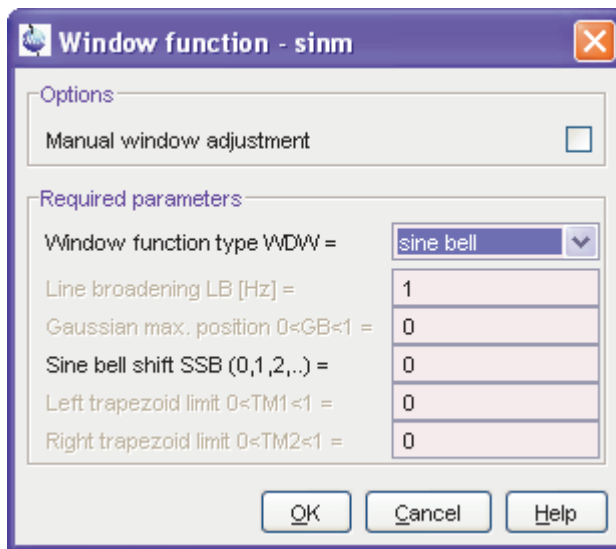 Window function - sinm
Options
Manual window adjustment
Required parameters
Window function type WDW = sine bell
Line broadening LB [Hz] = 1
Gaussian max. position 0<GB<1 = 0
Sine bell shift SSB (0,1,2,..) = 0
Left trapezoid limit 0<TM1<1 = 0
Right trapezoid limit 0<TM2<1 = 0
OK Cancel Help